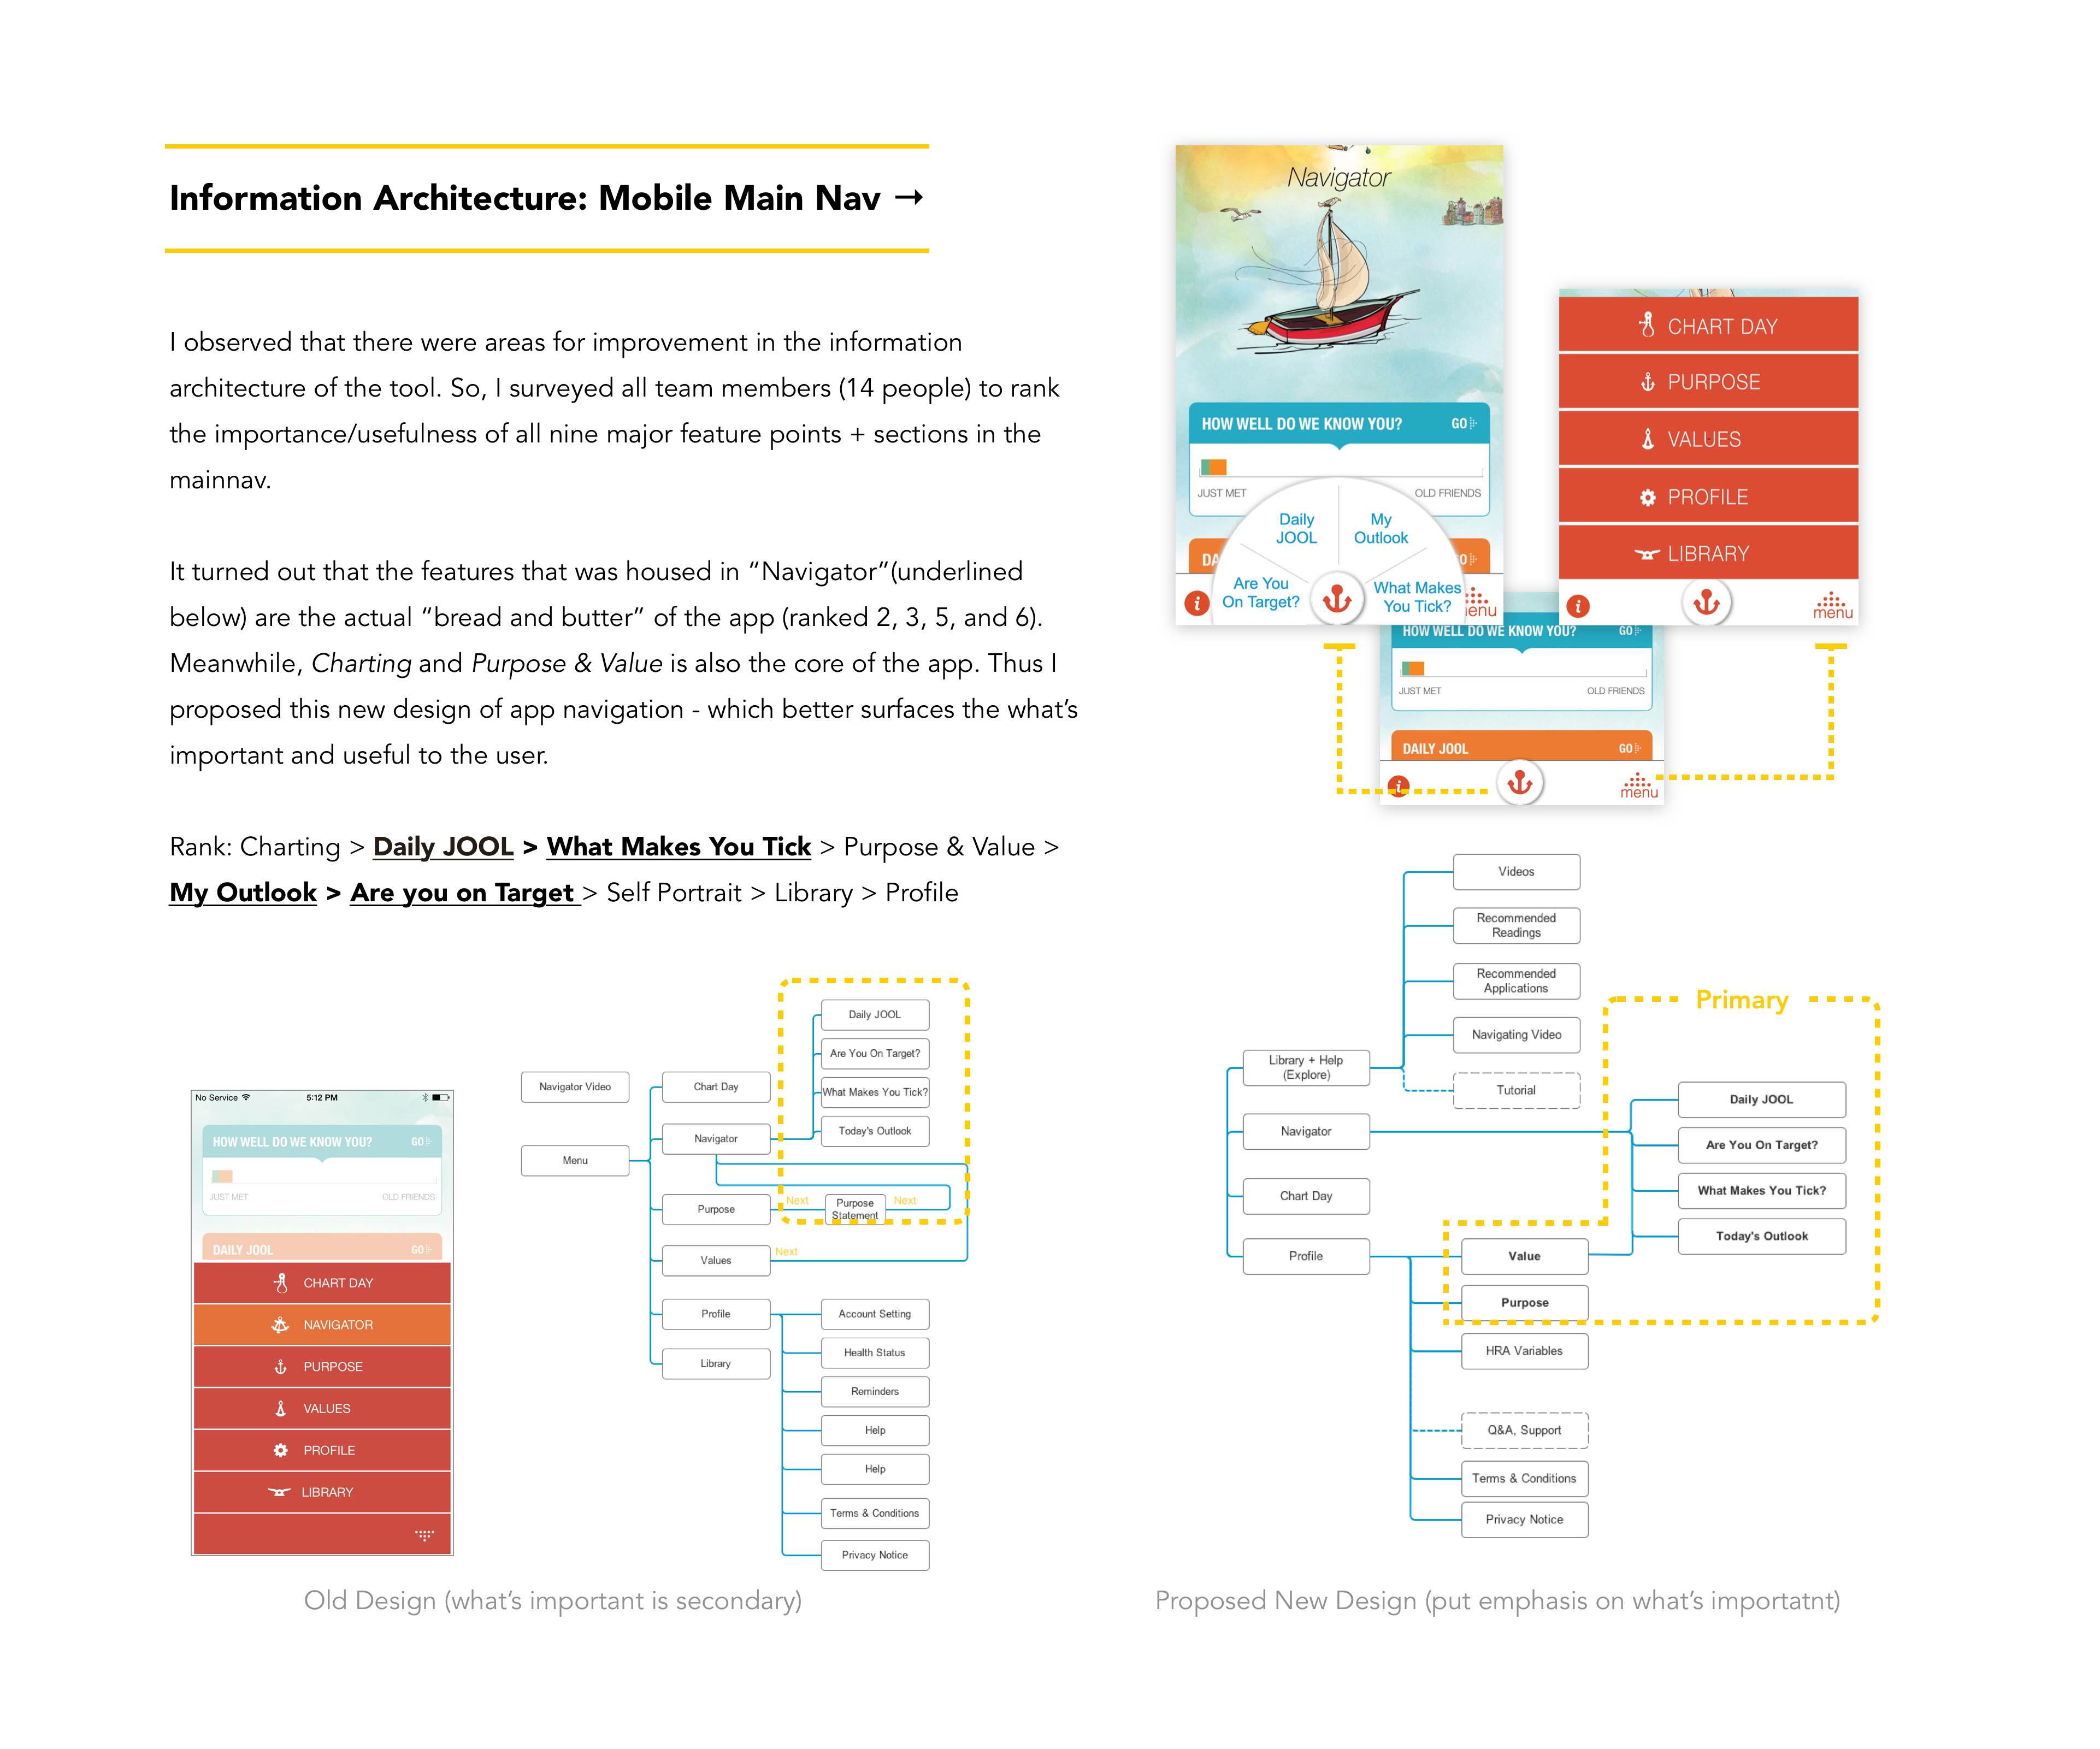 Information Architecture: Mobile Main Nav →
I observed that there were areas for improvement in the information
architecture of the tool. So, I surveyed all team members (14 people) to rank
the importance/usefulness of all nine major feature points + sections in the
mainnav.
It turned out that the features that was housed in “Navigator”(underlined
below) are the actual “bread and butter” of the app (ranked 2, 3, 5, and 6).
Meanwhile, Charting and Purpose & Value is also the core of the app. Thus I
proposed this new design of app navigation - which better surfaces the what’s
important and useful to the user.
Rank: Charting > Daily JOOL > What Makes You Tick > Purpose & Value >
My Outlook > Are you on Target > Self Portrait > Library > Profile
No Service 5:12 PM
HOW WELL DO WE KNOW YOU? GO
JUST MET OLD FRIENDS
DAILY JOOL GO
CHART DAY
NAVIGATOR
PURPOSE
VALUES
PROFILE
LIBRARY
Navigator Video
Menu
Chart Day
Navigator
Purpose
Values
Profile
Library
Daily JOOL
Are You On Target?
What Makes You Tick?
Today's Outlook
Next
Purpose
Statement
Next
Next
Account Setting
Health Status
Reminders
Help
Help
Terms & Conditions
Privacy Notice
Old Design (what’s important is secondary)
Navigator
HOW WELL DO WE KNOW YOU? GO
JUST MET OLD FRIENDS
Daily
JOOL
My
Outlook
DA
GO
Are You
On Target?
What Makes
You Tick?
i
enu
CHART DAY
PURPOSE
VALUES
PROFILE
LIBRARY
i
menu
HOW WELL DO WE KNOW YOU? GO
JUST MET OLD FRIENDS
DAILY JOOL GO
i
menu
Videos
Recommended
Readings
Recommended
Applications
Navigating Video
Tutorial
Library + Help
(Explore)
Navigator
Chart Day
Profile
Primary
Daily JOOL
Are You On Target?
What Makes You Tick?
Today's Outlook
Value
Purpose
HRA Variables
Q&A, Support
Terms & Conditions
Privacy Notice
Proposed New Design (put emphasis on what’s importatnt)